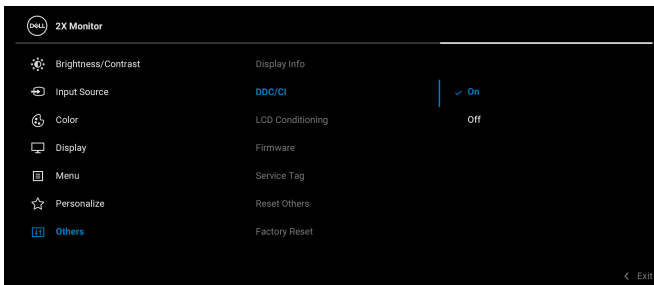 DELL 2X Monitor
Brightness/Contrast Display Info
Input Source DDC/CI ✓ On
Color LCD Conditioning Off
Display Firmware
Menu Service Tag
Personalize Reset Others
Others Factory Reset
< Exit